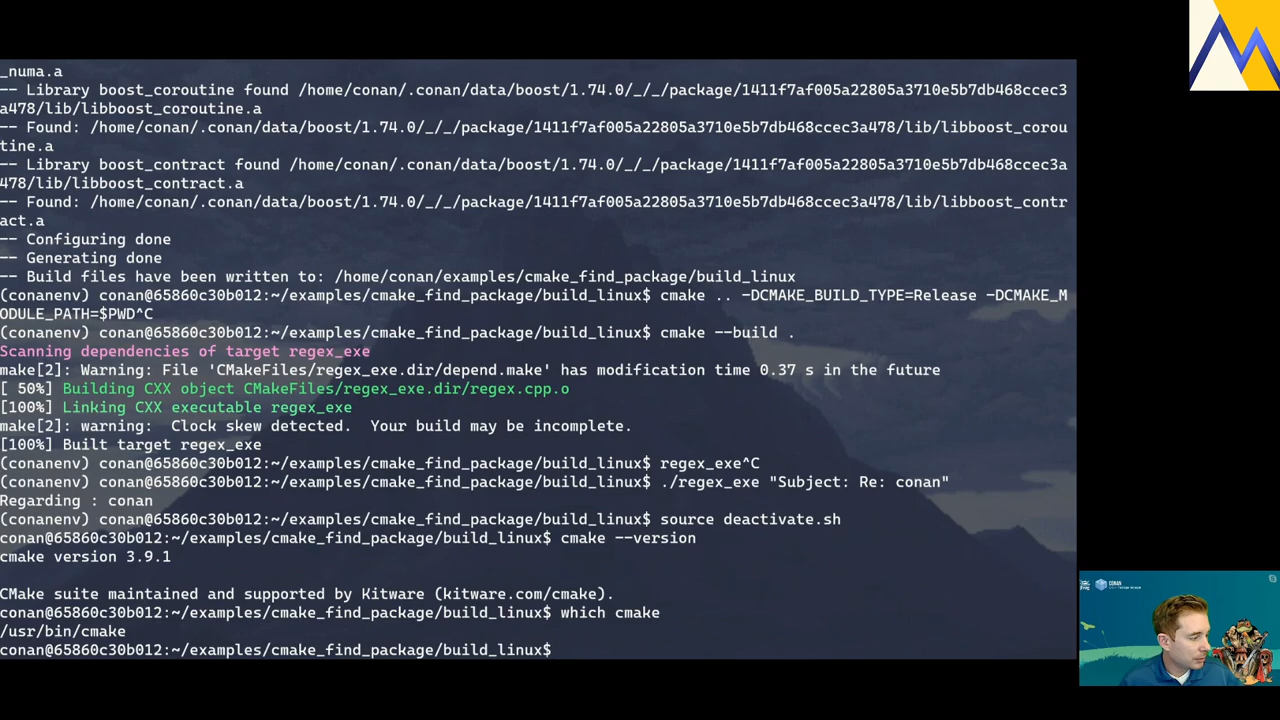 _numa.a
-- Library boost_coroutine found /home/conan/.conan/data/boost/1.74.0/_/_/package/1411f7af005a22805a3710e5b7db468ccec3
a478/lib/libboost_coroutine.a
-- Found: /home/conan/.conan/data/boost/1.74.0/_/_/package/1411f7af005a22805a3710e5b7db468ccec3a478/lib/libboost_corou
tine.a
-- Library boost_contract found /home/conan/.conan/data/boost/1.74.0/_/_/package/1411f7af005a22805a3710e5b7db468ccec3a
478/lib/libboost_contract.a
-- Found: /home/conan/.conan/data/boost/1.74.0/_/_/package/1411f7af005a22805a3710e5b7db468ccec3a478/lib/libboost_contr
act.a
-- Configuring done
-- Generating done
-- Build files have been written to: /home/conan/examples/cmake_find_package/build_linux
(conanenv) conan@65860c30b012:~/examples/cmake_find_package/build_linux$ cmake .. -DCMAKE_BUILD_TYPE=Release -DCMAKE_M
ODULE_PATH=$PWD^C
(conanenv) conan@65860c30b012:~/examples/cmake_find_package/build_linux$ cmake --build .
Scanning dependencies of target regex_exe
make[2]: Warning: File 'CMakeFiles/regex_exe.dir/depend.make' has modification time 0.37 s in the future
[ 50%] Building CXX object CMakeFiles/regex_exe.dir/regex.cpp.o
[100%] Linking CXX executable regex_exe
make[2]: warning:  Clock skew detected.  Your build may be incomplete.
[100%] Built target regex_exe
(conanenv) conan@65860c30b012:~/examples/cmake_find_package/build_linux$ regex_exe^C
(conanenv) conan@65860c30b012:~/examples/cmake_find_package/build_linux$ ./regex_exe "Subject: Re: conan"
Regarding : conan
(conanenv) conan@65860c30b012:~/examples/cmake_find_package/build_linux$ source deactivate.sh
conan@65860c30b012:~/examples/cmake_find_package/build_linux$ cmake --version
cmake version 3.9.1
CMake suite maintained and supported by Kitware (kitware.com/cmake).
conan@65860c30b012:~/examples/cmake_find_package/build_linux$ which cmake
/usr/bin/cmake
conan@65860c30b012:~/examples/cmake_find_package/build_linux$
CONAN